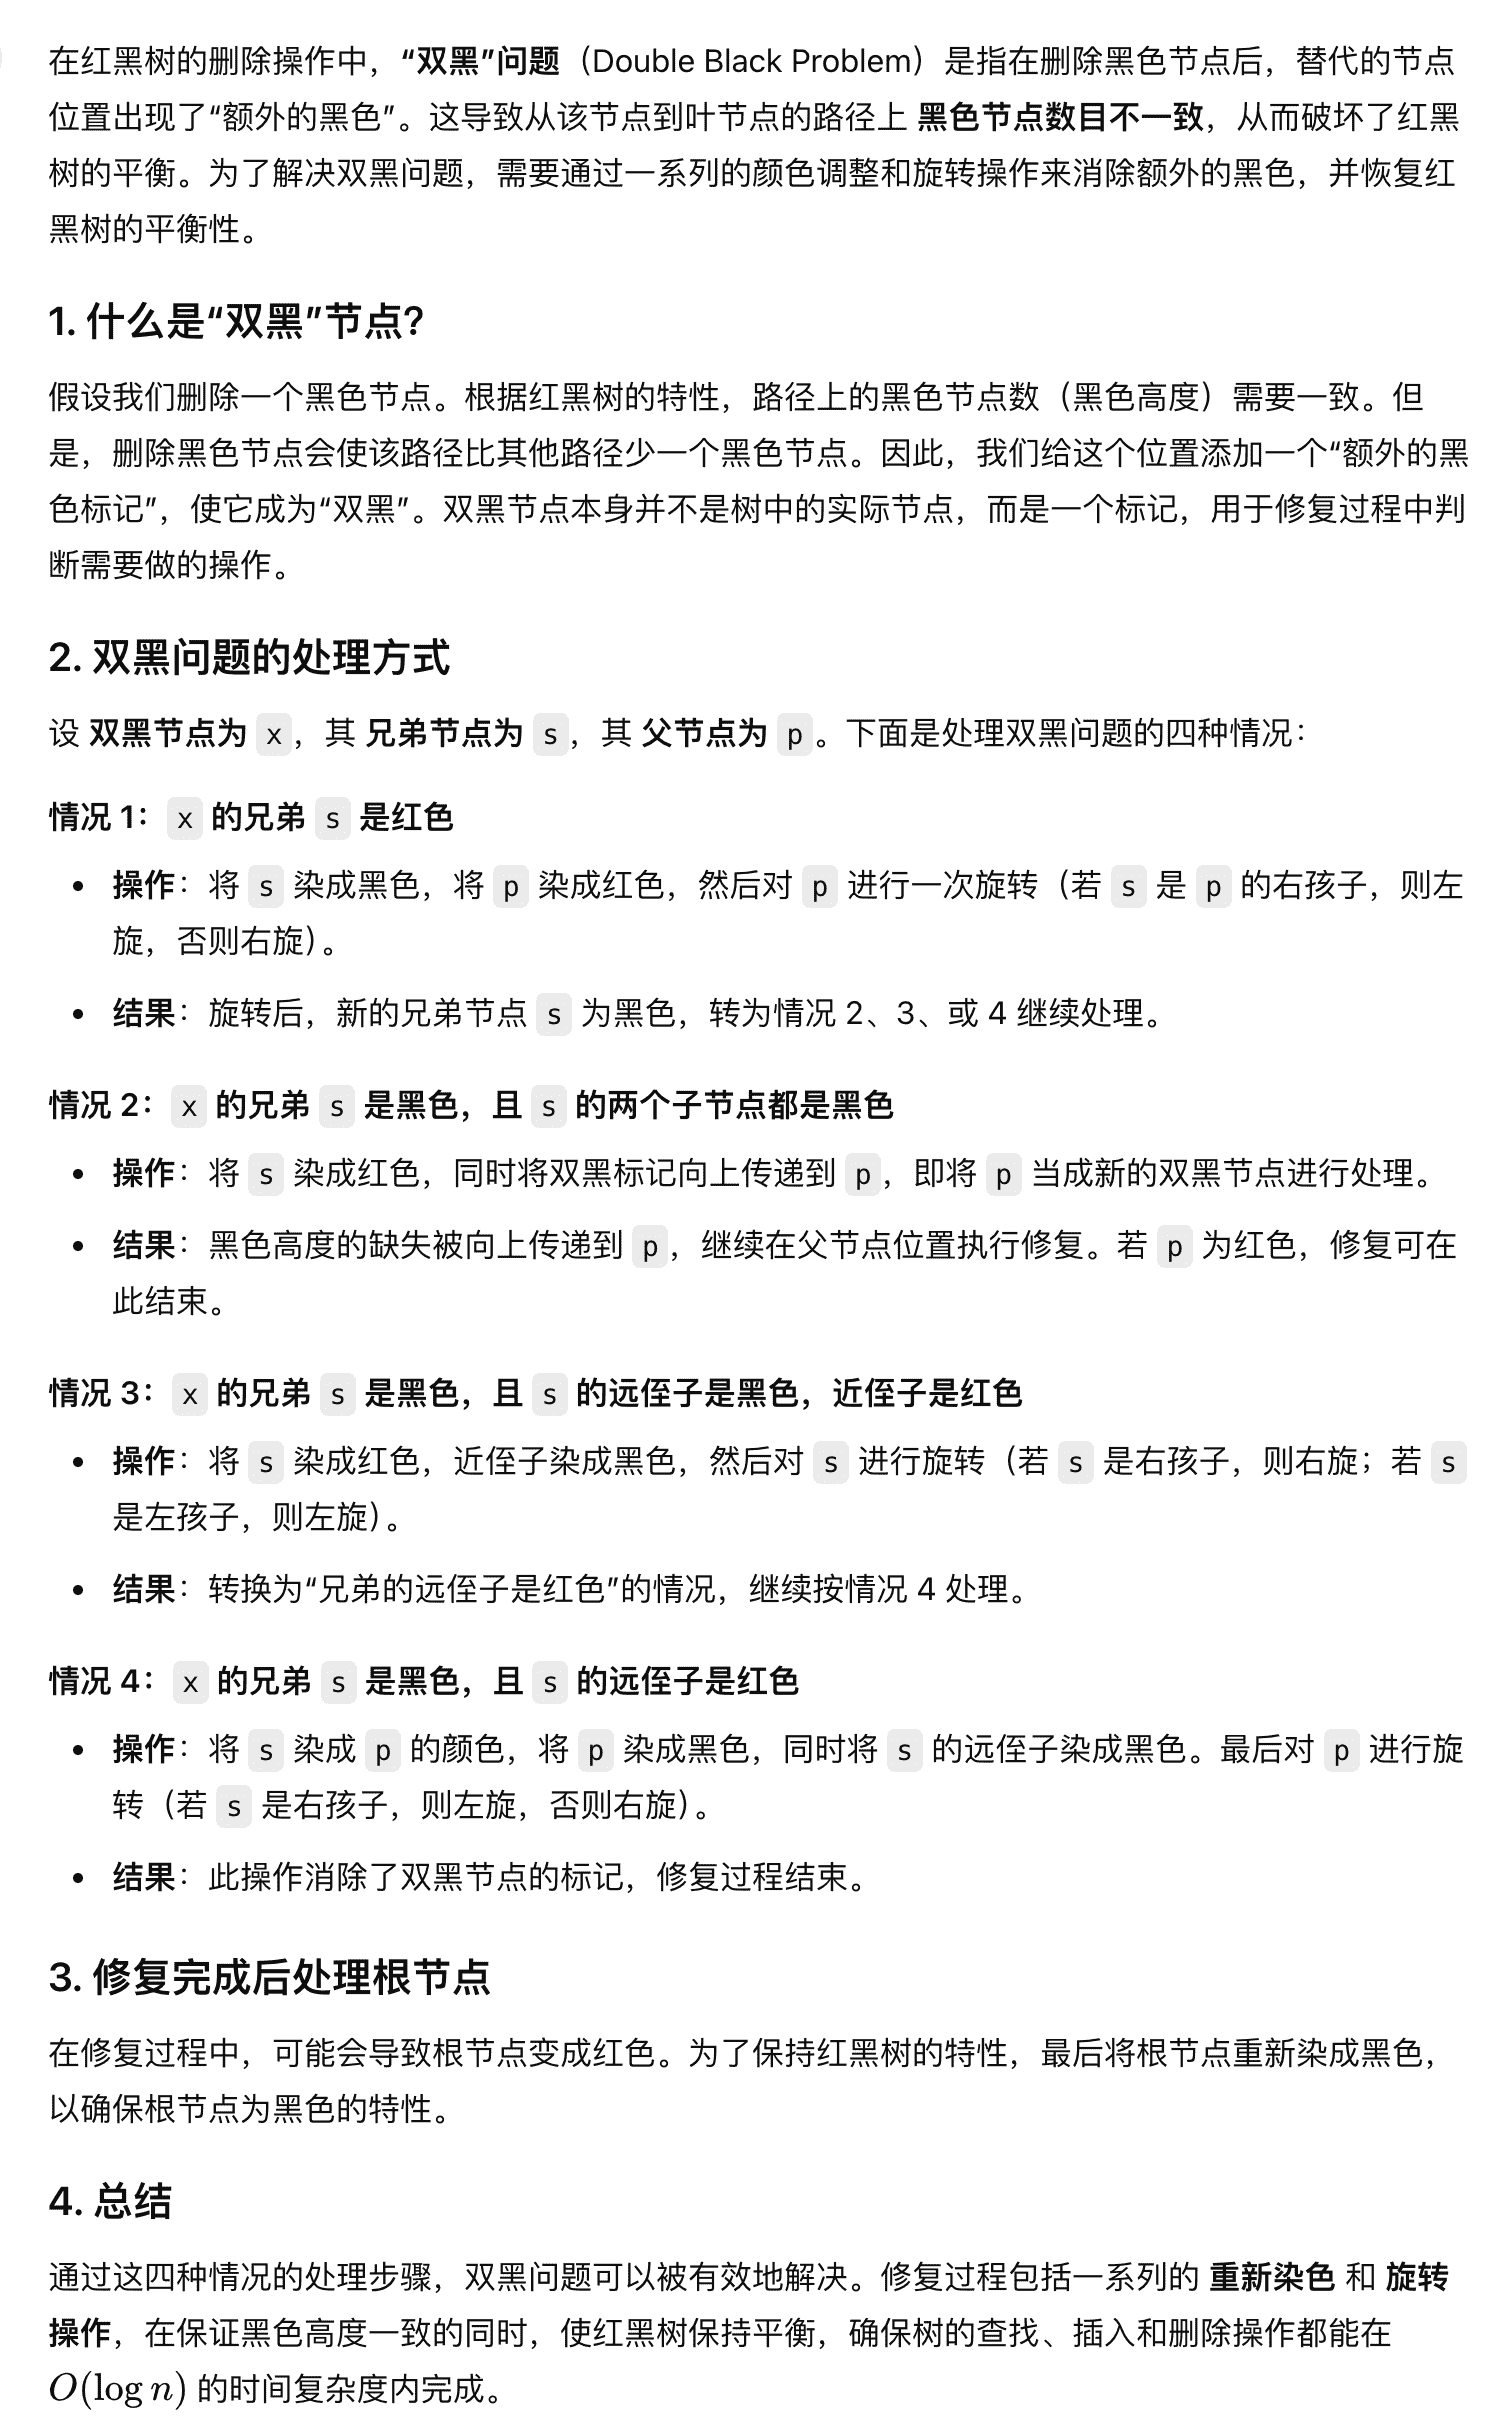 在红黑树的删除操作中，“双黑”问题（Double Black Problem）是指在删除黑色节点后，替代的节点
位置出现了“额外的黑色”。这导致从该节点到叶节点的路径上 黑色节点数目不一致，从而破坏了红黑
树的平衡。为了解决双黑问题，需要通过一系列的颜色调整和旋转操作来消除额外的黑色，并恢复红
黑树的平衡性。
1. 什么是“双黑”节点？
假设我们删除一个黑色节点。根据红黑树的特性，路径上的黑色节点数（黑色高度）需要一致。但
是，删除黑色节点会使该路径比其他路径少一个黑色节点。因此，我们给这个位置添加一个“额外的黑
色标记”，使它成为“双黑”。双黑节点本身并不是树中的实际节点，而是一个标记，用于修复过程中判
断需要做的操作。
2. 双黑问题的处理方式
设 双黑节点为 x，其 兄弟节点为 s，其 父节点为 p。下面是处理双黑问题的四种情况：
情况 1：x 的兄弟 s 是红色
• 操作：将 s 染成黑色，将 p 染成红色，然后对 p 进行一次旋转（若 s 是 p 的右孩子，则左
旋，否则右旋）。
• 结果：旋转后，新的兄弟节点 s 为黑色，转为情况 2、3、或 4 继续处理。
情况 2：x 的兄弟 s 是黑色，且 s 的两个子节点都是黑色
• 操作：将 s 染成红色，同时将双黑标记向上传递到 p，即将 p 当成新的双黑节点进行处理。
• 结果：黑色高度的缺失被向上传递到 p，继续在父节点位置执行修复。若 p 为红色，修复可在
此结束。
情况 3：x 的兄弟 s 是黑色，且 s 的远侄子是黑色，近侄子是红色
• 操作：将 s 染成红色，近侄子染成黑色，然后对 s 进行旋转（若 s 是右孩子，则右旋；若 s
是左孩子，则左旋）。
• 结果：转换为“兄弟的远侄子是红色”的情况，继续按情况 4 处理。
情况 4：x 的兄弟 s 是黑色，且 s 的远侄子是红色
• 操作：将 s 染成 p 的颜色，将 p 染成黑色，同时将 s 的远侄子染成黑色。最后对 p 进行旋
转（若 s 是右孩子，则左旋，否则右旋）。
• 结果：此操作消除了双黑节点的标记，修复过程结束。
3. 修复完成后处理根节点
在修复过程中，可能会导致根节点变成红色。为了保持红黑树的特性，最后将根节点重新染成黑色，
以确保根节点为黑色的特性。
4. 总结
通过这四种情况的处理步骤，双黑问题可以被有效地解决。修复过程包括一系列的 重新染色 和 旋转
操作，在保证黑色高度一致的同时，使红黑树保持平衡，确保树的查找、插入和删除操作都能在
O(log n) 的时间复杂度内完成。